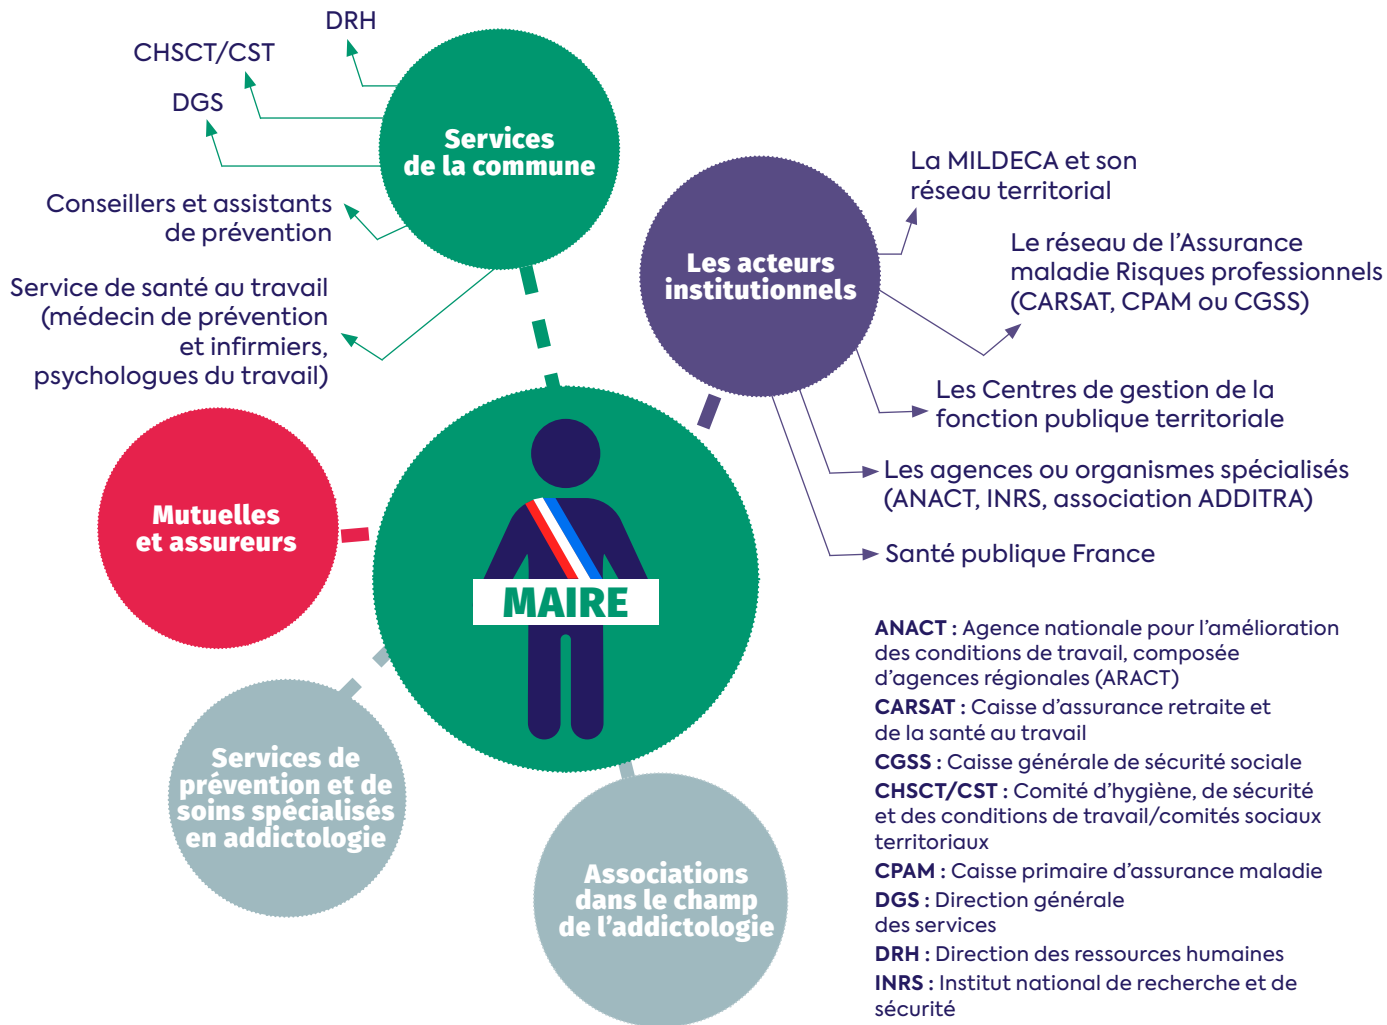 DRH
CHSCT/CST
DGS
Services
de la commune
Conseillers et assistants
de prévention
Service de santé au travail
(médecin de prévention
et infirmiers,
psychologues du travail)
Les acteurs
institutionnels
La MILDECA et son
réseau territorial
Le réseau de l’Assurance
maladie Risques professionnels
(CARSAT, CPAM ou CGSS)
Les Centres de gestion de la
fonction publique territoriale
Les agences ou organismes spécialisés
(ANACT, INRS, association ADDITRA)
Santé publique France
Mutuelles
et assureurs
MAIRE
Services de
prévention et de
soins spécialisés
en addictologie
Associations
dans le champ
de l’addictologie
ANACT : Agence nationale pour l’amélioration
des conditions de travail, composée
d’agences régionales (ARACT)
CARSAT : Caisse d’assurance retraite et
de la santé au travail
CGSS : Caisse générale de sécurité sociale
CHSCT/CST : Comité d’hygiène, de sécurité
et des conditions de travail/comités sociaux
territoriaux
CPAM : Caisse primaire d’assurance maladie
DGS : Direction générale
des services
DRH : Direction des ressources humaines
INRS : Institut national de recherche et de
sécurité